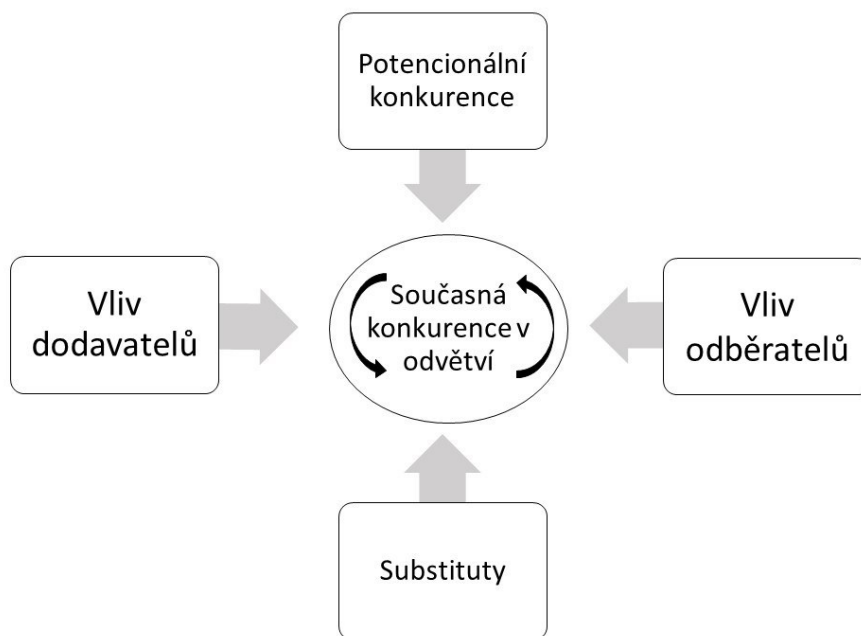 Potencionální
konkurence
Vliv
dodavatelů
Současná
konkurence v
odvětví
Vliv
odběratelů
Substituty